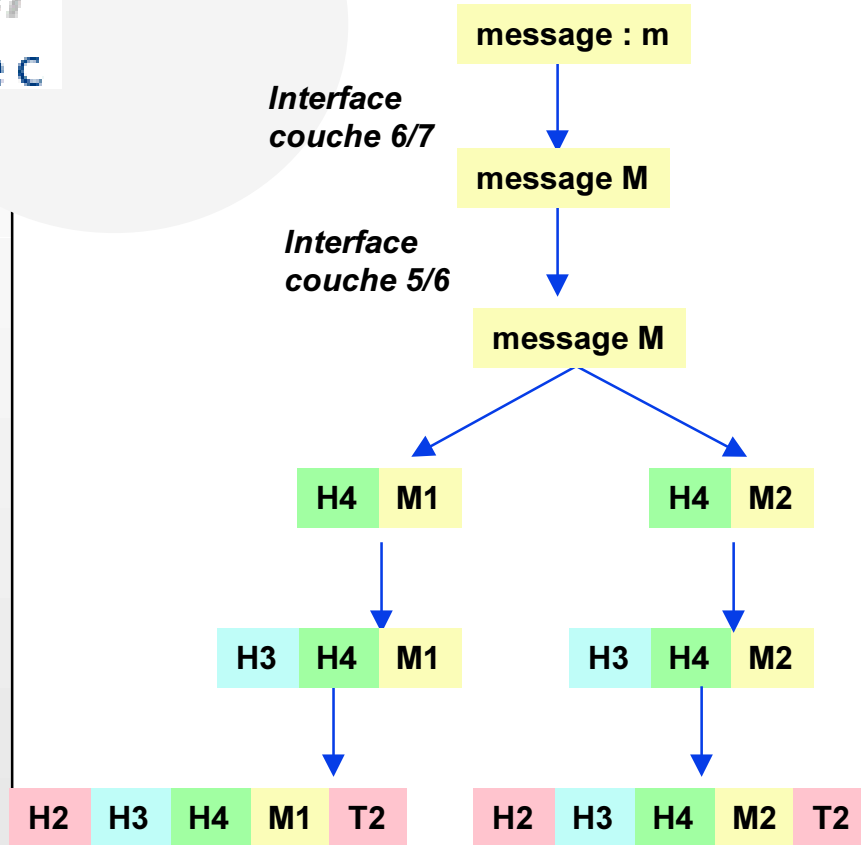 ec
message : m
Interface
couche 6/7
message M
Interface
couche 5/6
message M
H4 M1 H4 M2
H3 H4 M1 H3 H4 M2
H2 H3 H4 M1 T2 H2 H3 H4 M2 T2